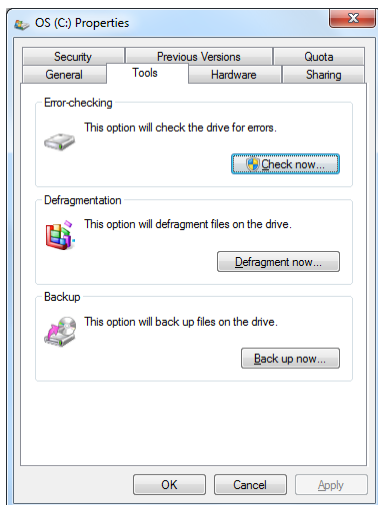 OS (C:) Properties
Security Previous Versions Quota
General Tools Hardware Sharing
Error-checking
This option will check the drive for errors.
Check now...
Defragmentation
This option will defragment files on the drive.
Defragment now...
Backup
This option will back up files on the drive.
Back up now...
OK Cancel Apply